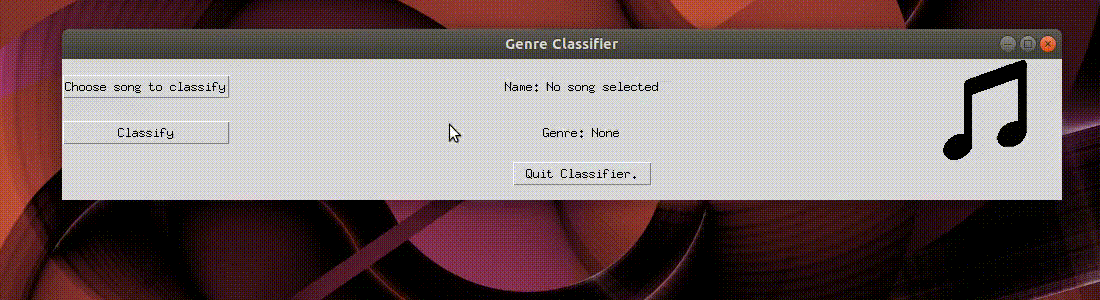 Genre Classifier
Choose song to classify
Name: No song selected
Classify
Genre: None
Quit Classifier.